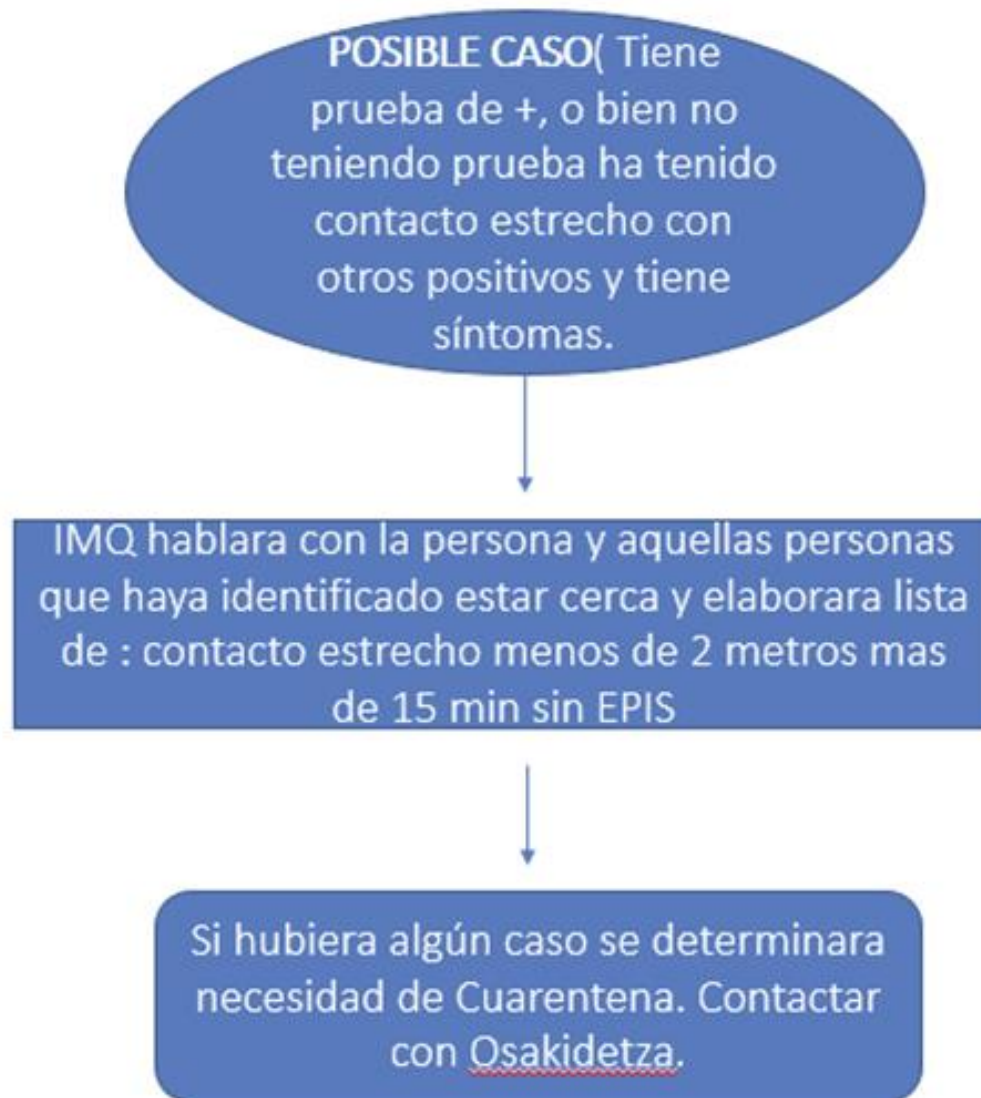 POSIBLE CASO( Tiene
prueba de +, o bien no
teniendo prueba ha tenido
contacto estrecho con
otros positivos y tiene
síntomas.
IMQ hablara con la persona y aquellas personas
que haya identificado estar cerca y elaborara lista
de : contacto estrecho menos de 2 metros mas
de 15 min sin EPIS
Si hubiera algún caso se determinara
necesidad de Cuarentena. Contactar
con Osakidetza.